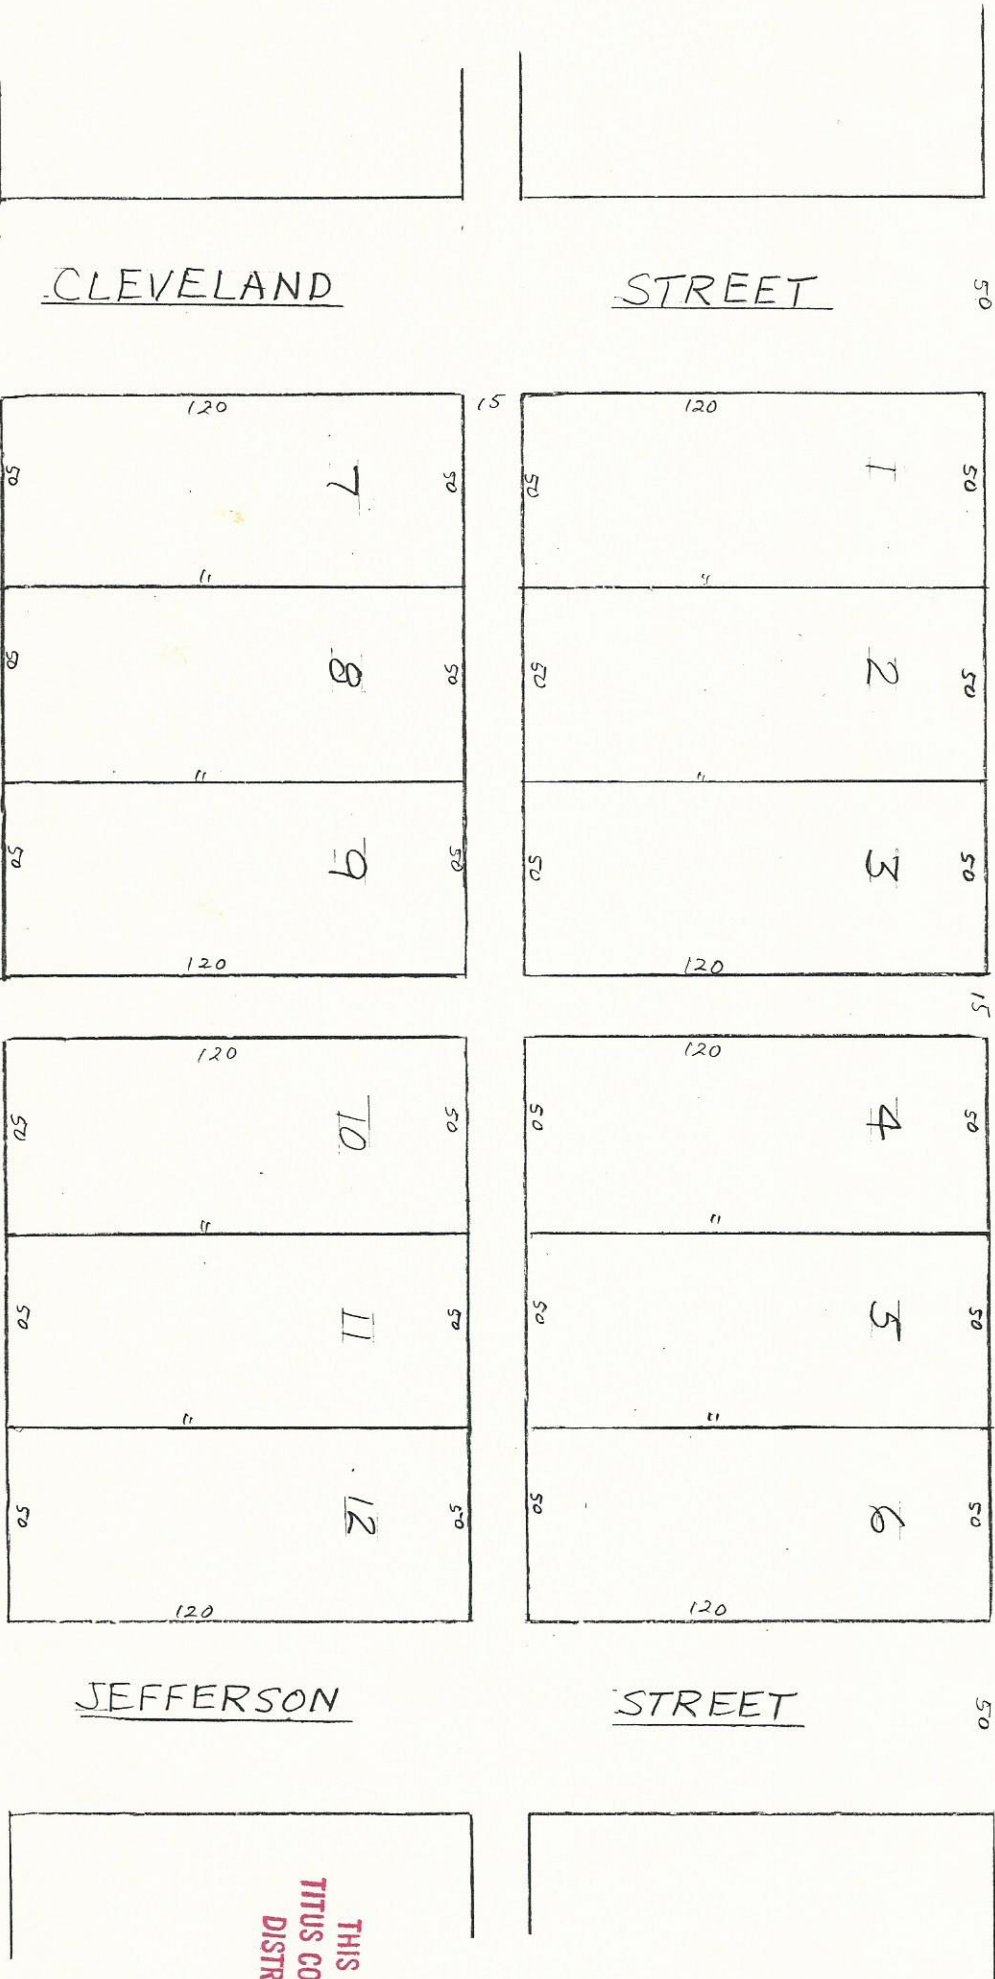 CLEVELAND STREET 50
120 15 120
50 7 50 50 1 50
" "
50 8 50 50 2 50
" "
50 9 50 50 3 50
120 120
15
120 120
50 10 50 50 4 50
" "
50 11 50 50 5 50
" "
50 12 50 50 6 50
120 120
JEFFERSON STREET 50
THIS
TITUS CO
DISTR